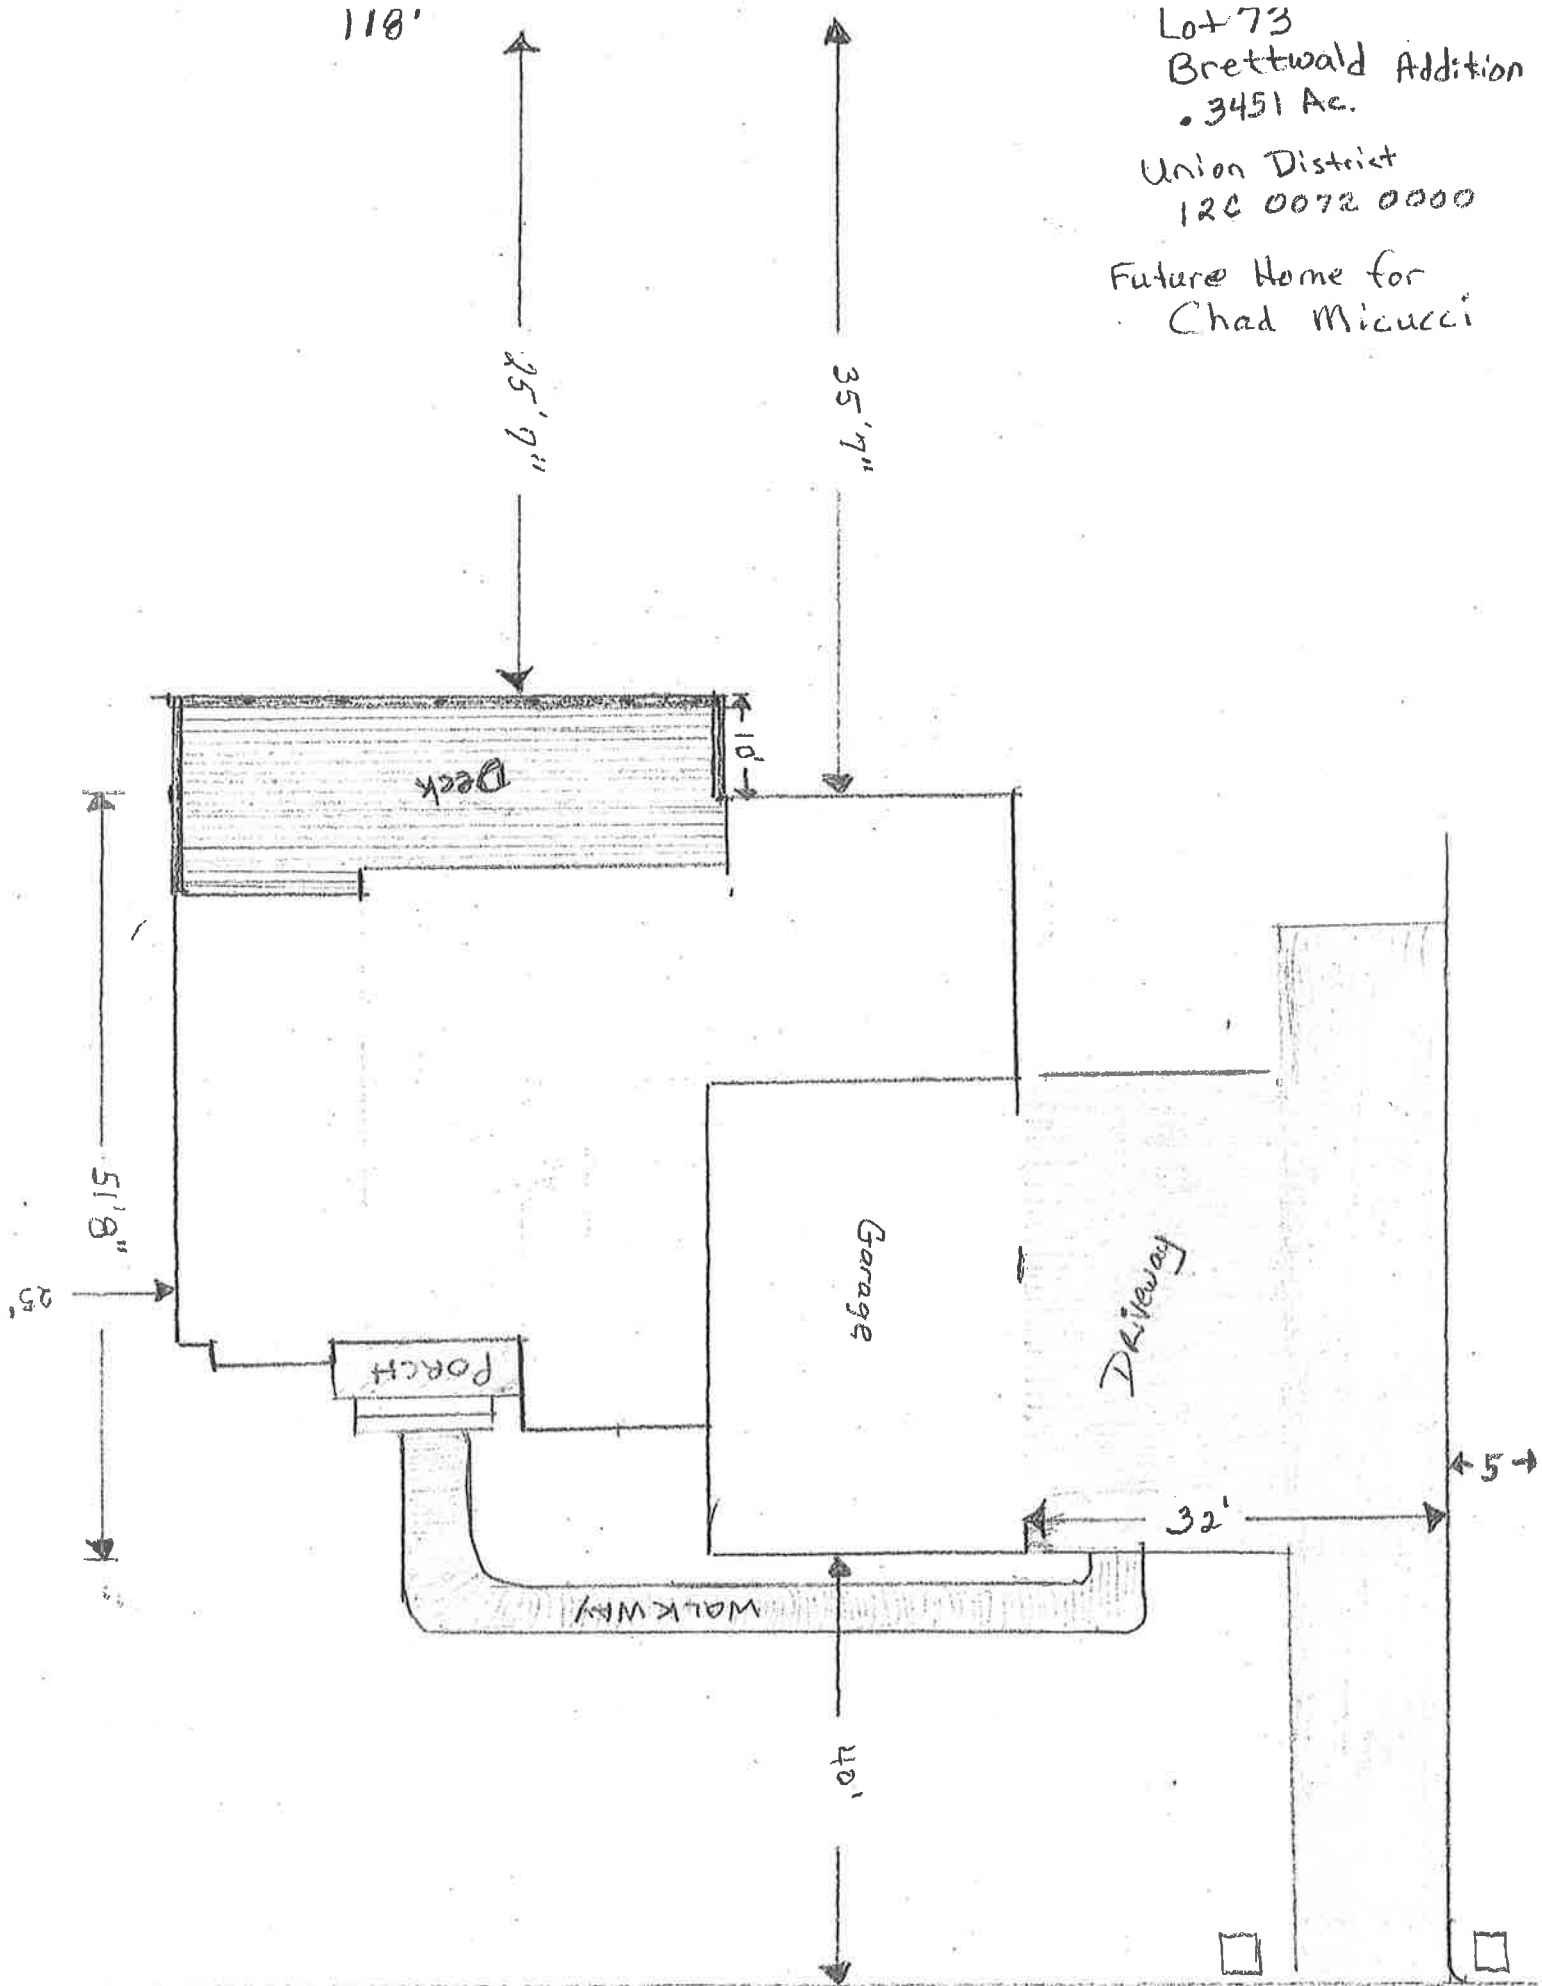 118'
Lot 73
Brettwald Addition
.3451 Ac.
Union District
12C 0072 0000
Future Home for
Chad Micucci
25'7"
35'7"
10'
Deck
51'8"
25'
Garage
Driveway
PORCH
5
32'
WALKWAY
40'